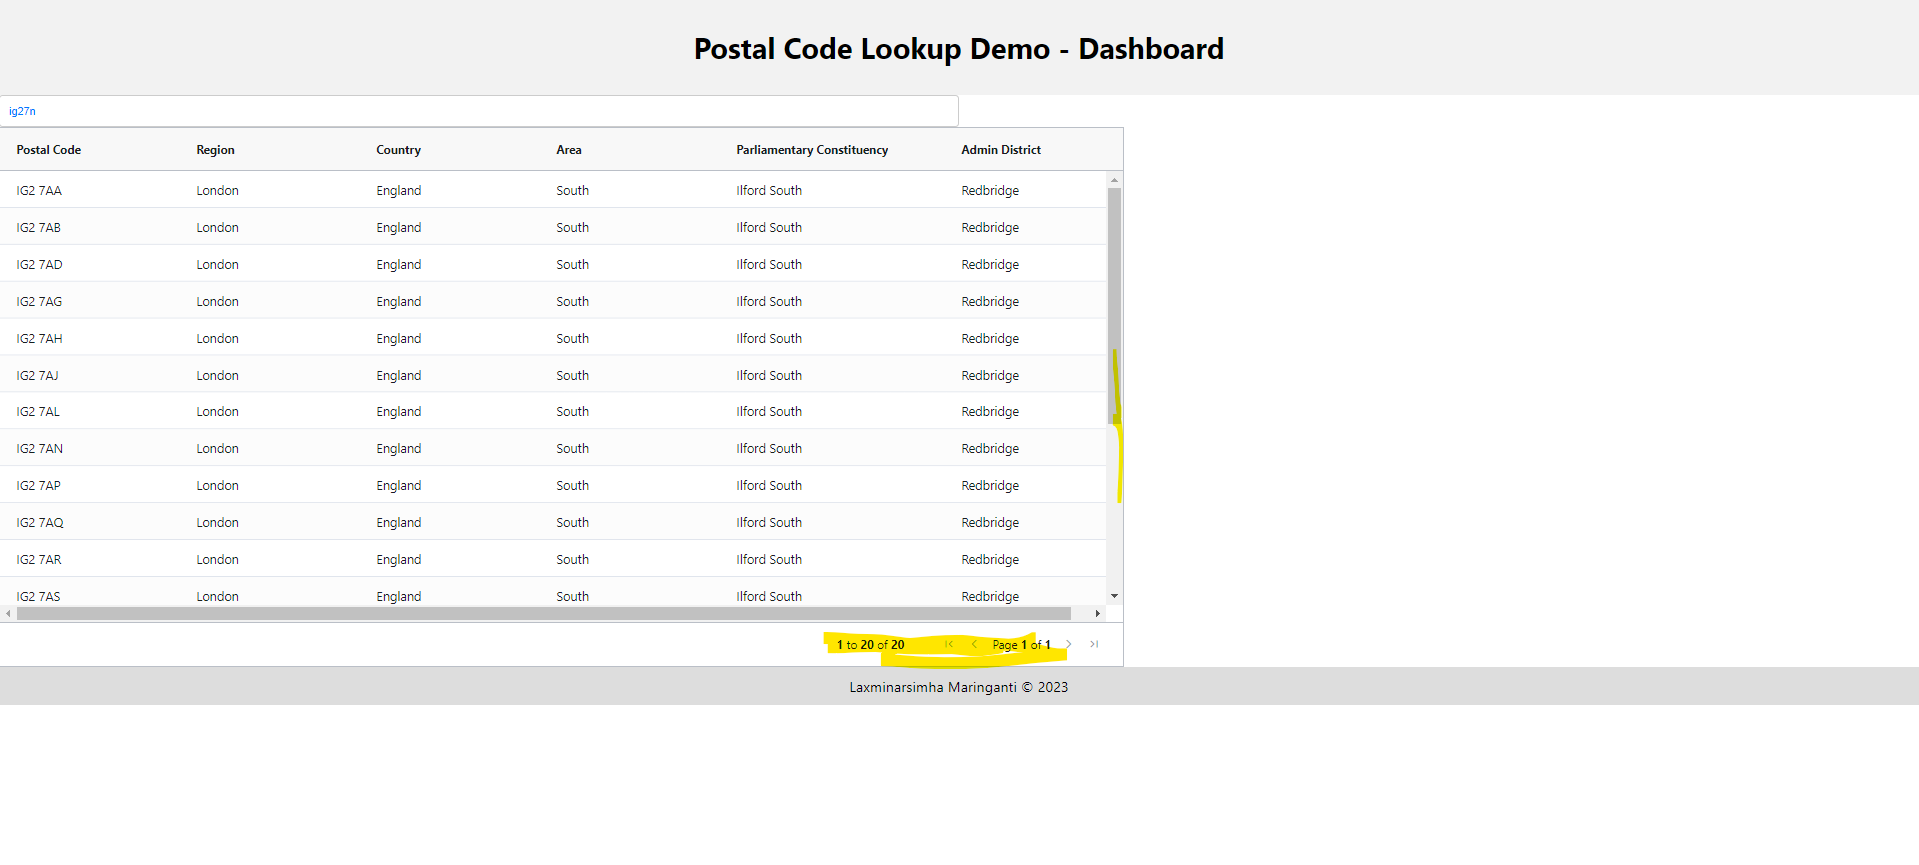 Postal Code Lookup Demo - Dashboard
ig27n
Postal Code Region Country Area Parliamentary Constituency Admin District
IG2 7AA London England South Ilford South Redbridge
IG2 7AB London England South Ilford South Redbridge
IG2 7AD London England South Ilford South Redbridge
IG2 7AG London England South Ilford South Redbridge
IG2 7AH London England South Ilford South Redbridge
IG2 7AJ London England South Ilford South Redbridge
IG2 7AL London England South Ilford South Redbridge
IG2 7AN London England South Ilford South Redbridge
IG2 7AP London England South Ilford South Redbridge
IG2 7AQ London England South Ilford South Redbridge
IG2 7AR London England South Ilford South Redbridge
IG2 7AS London England South Ilford South Redbridge
1 to 20 of 20 Page 1 of 1
Laxminarsimha Maringanti © 2023